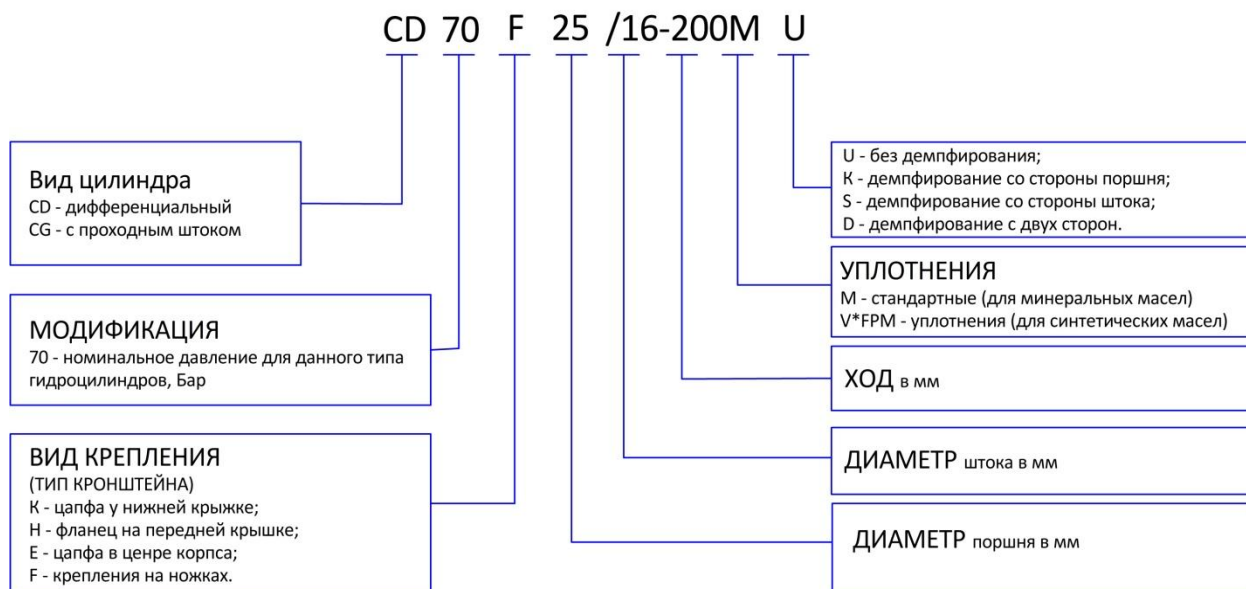 CD 70 F 25 /16-200M U
Вид цилиндра
CD - дифференциальный
CG - с проходным штоком
МОДИФИКАЦИЯ
70 - номинальное давление для данного типа
гидроцилиндров, Бар
ВИД КРЕПЛЕНИЯ
(ТИП КРОНШТЕЙНА)
К - цапфа у нижней крыжке;
Н - фланец на передней крышке;
Е - цапфа в ценре корпса;
F - крепления на ножках.
U - без демпфирования;
К - демпфирование со стороны поршня;
S - демпфирование со стороны штока;
D - демпфирование с двух сторон.
УПЛОТНЕНИЯ
М - стандартные (для минеральных масел)
V*FPM - уплотнения (для синтетических масел)
ХОД в мм
ДИАМЕТР штока в мм
ДИАМЕТР поршня в мм